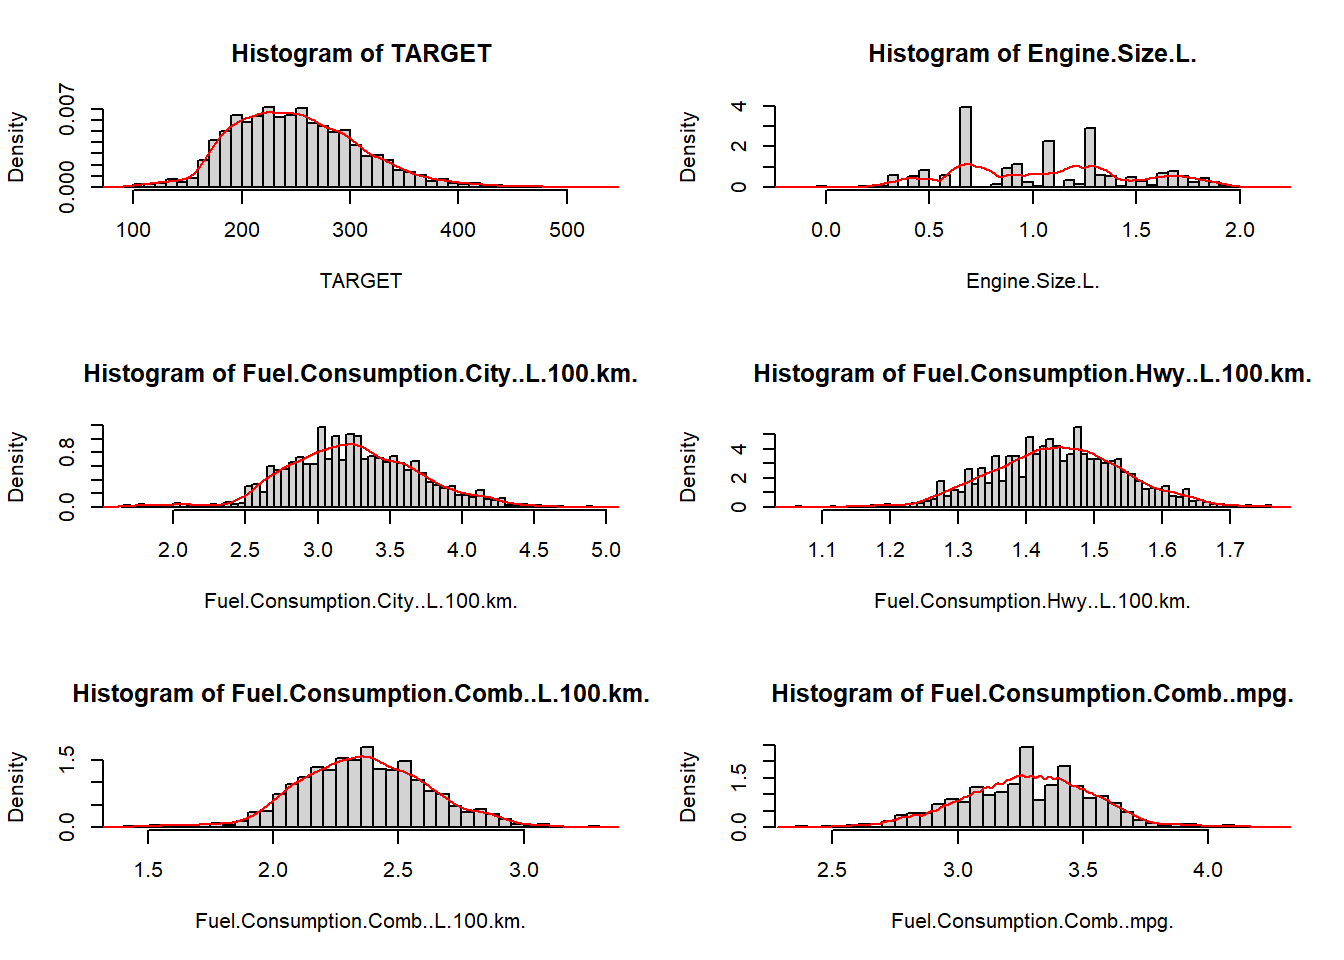 Histogram of TARGET
Density
0.000 0.007
100 200 300 400 500
TARGET
Histogram of Engine.Size.L.
Density
0 2 4
0.0 0.5 1.0 1.5 2.0
Engine.Size.L.
Histogram of Fuel.Consumption.City..L.100.km.
Density
0.0 0.8
2.0 2.5 3.0 3.5 4.0 4.5 5.0
Fuel.Consumption.City..L.100.km.
Histogram of Fuel.Consumption.Hwy..L.100.km.
Density
0 2 4
1.1 1.2 1.3 1.4 1.5 1.6 1.7
Fuel.Consumption.Hwy..L.100.km.
Histogram of Fuel.Consumption.Comb..L.100.km.
Density
0.0 1.5
1.5 2.0 2.5 3.0
Fuel.Consumption.Comb..L.100.km.
Histogram of Fuel.Consumption.Comb..mpg.
Density
0.0 1.5
2.5 3.0 3.5 4.0
Fuel.Consumption.Comb..mpg.